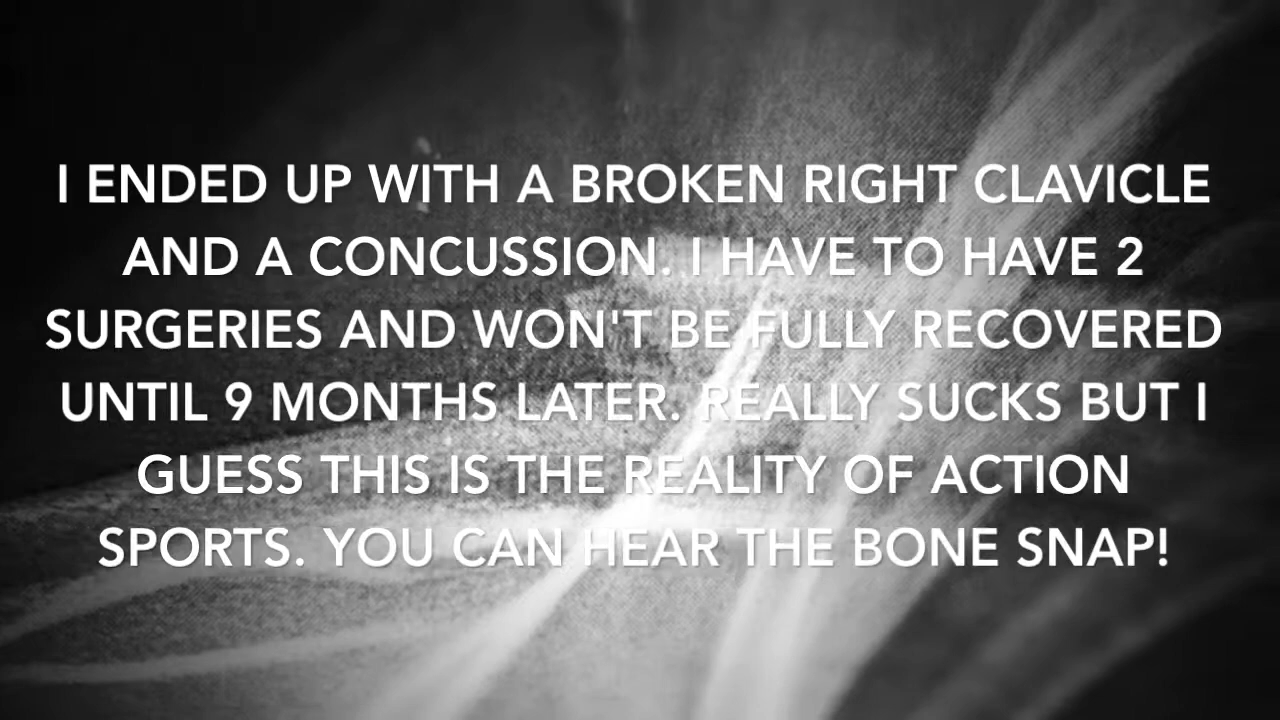 I ENDED UP WITH A BROKEN RIGHT CLAVICLE
AND A CONCUSSION. I HAVE TO HAVE 2
SURGERIES AND WON'T BE FULLY RECOVERED
UNTIL 9 MONTHS LATER. REALLY SUCKS BUT I
GUESS THIS IS THE REALITY OF ACTION
SPORTS. YOU CAN HEAR THE BONE SNAP!